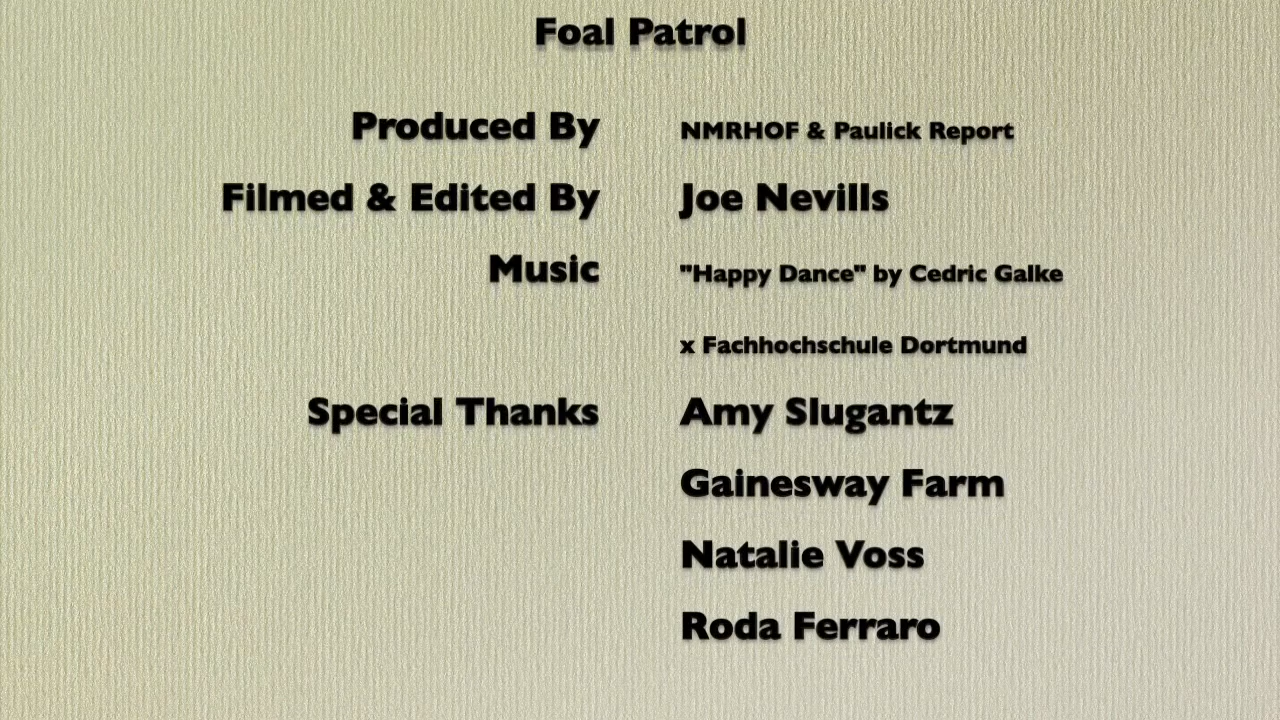 Foal Patrol
Produced By NMRHOF & Paulick Report
Filmed & Edited By Joe Nevills
Music "Happy Dance" by Cedric Galke
x Fachhochschule Dortmund
Special Thanks Amy Slugantz
Gainesway Farm
Natalie Voss
Roda Ferraro